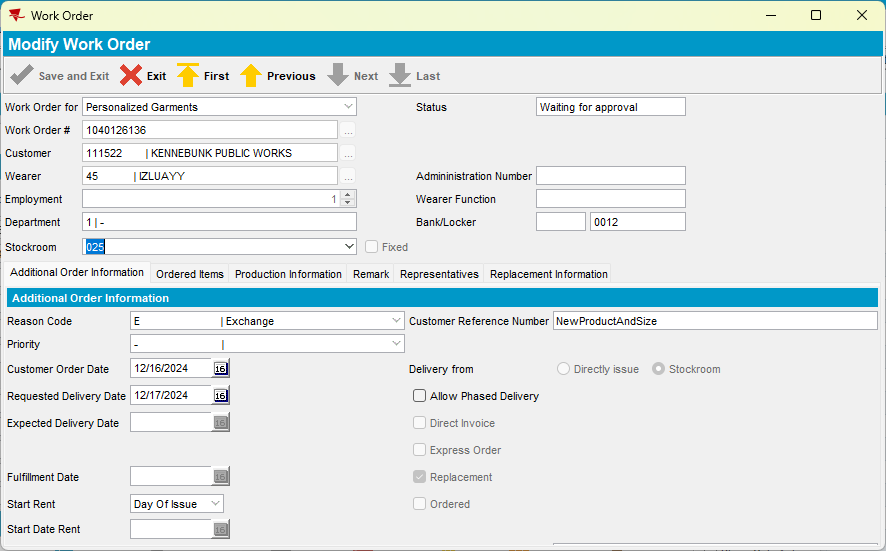 Work Order
Modify Work Order
Save and Exit Exit First Previous Next Last
Work Order for Personalized Garments Status Waiting for approval
Work Order # 1040126136 ...
Customer 111522 | KENNEBUNK PUBLIC WORKS ...
Wearer 45 | IZLUAYY ... Admininistration Number
Employment 1 Wearer Function
Department 1 | - Bank/Locker 0012
Stockroom 025 Fixed
Additional Order Information Ordered Items Production Information Remark Representatives Replacement Information
Additional Order Information
Reason Code E | Exchange Customer Reference Number NewProductAndSize
Priority - |
Customer Order Date 12/16/2024 16 Delivery from Directly issue Stockroom
Requested Delivery Date 12/17/2024 16 Allow Phased Delivery
Expected Delivery Date 16 Direct Invoice
Express Order
Fulfillment Date 16 Replacement
Start Rent Day Of Issue Ordered
Start Date Rent 16